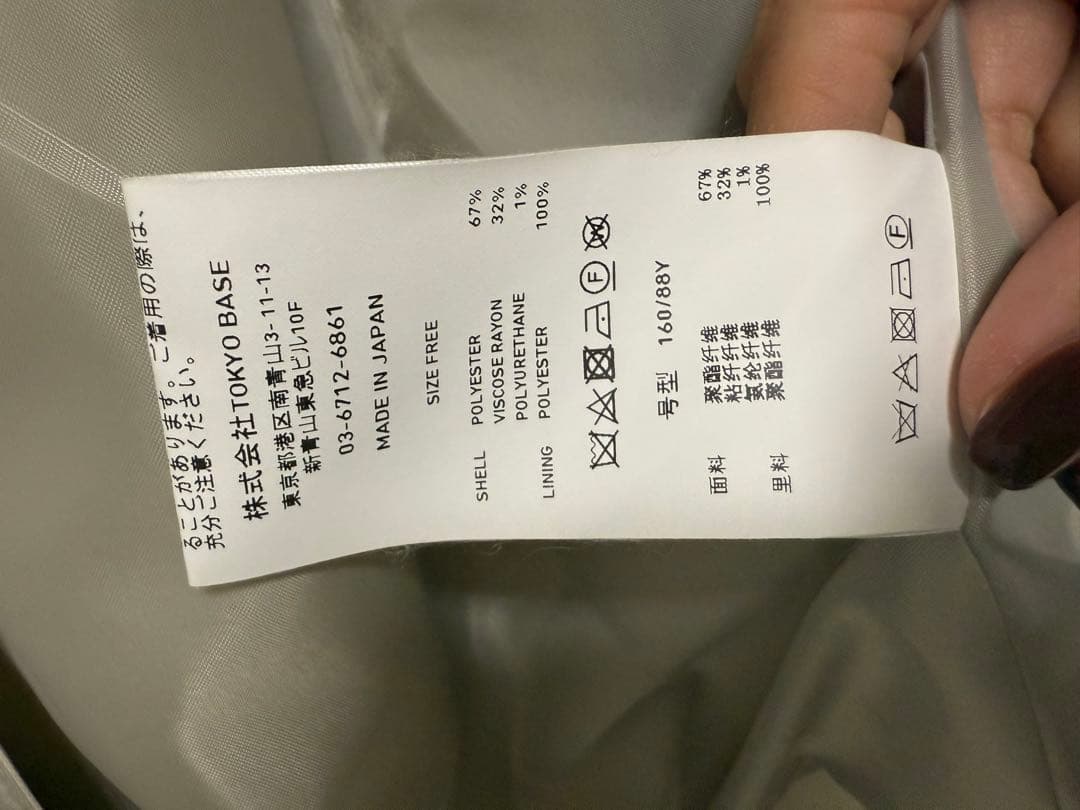 ることがあります。ご着用の際は、
充分ご注意ください。
株式会社TOKYO BASE
東京都港区南青山3-11-13
新青山東急ビル10F
03-6712-6861
MADE IN JAPAN
SIZE FREE
SHELL POLYESTER 67%
VISCOSE RAYON 32%
POLYURETHANE 1%
LINING POLYESTER 100%
F W
号型 160/88Y
面料 聚酯纤维 67%
粘纤纤维 32%
氨纶纤维 1%
里料 聚酯纤维 100%
F